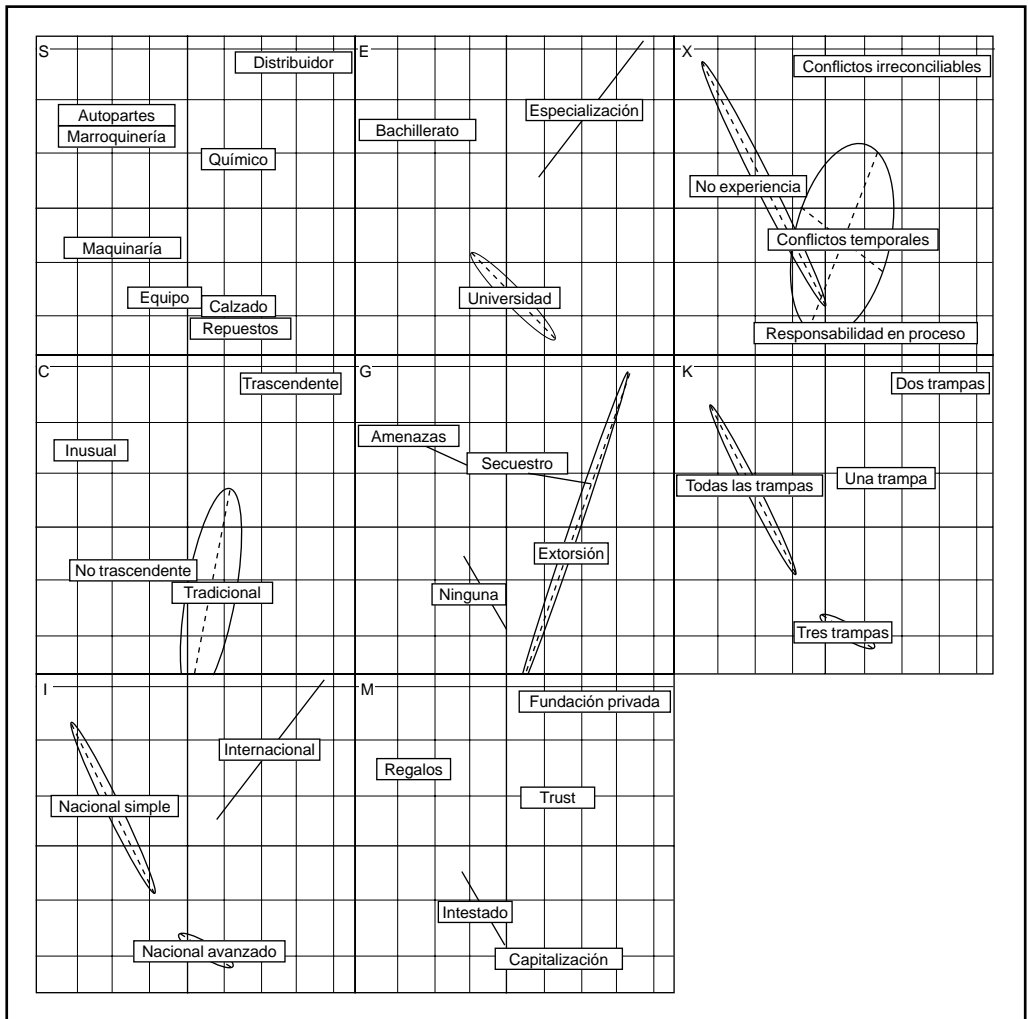 S
Distribuidor
Autopartes
Marroquinería
Químico
Maquinaría
Equipo
Calzado
Repuestos
E
Especialización
Bachillerato
Universidad
X
Conflictos irreconciliables
No experiencia
Conflictos temporales
Responsabilidad en proceso
C
Trascendente
Inusual
No trascendente
Tradicional
G
Amenazas
Secuestro
Extorsión
Ninguna
K
Dos trampas
Todas las trampas
Una trampa
Tres trampas
I
Internacional
Nacional simple
Nacional avanzado
M
Fundación privada
Regalos
Trust
Intestado
Capitalización